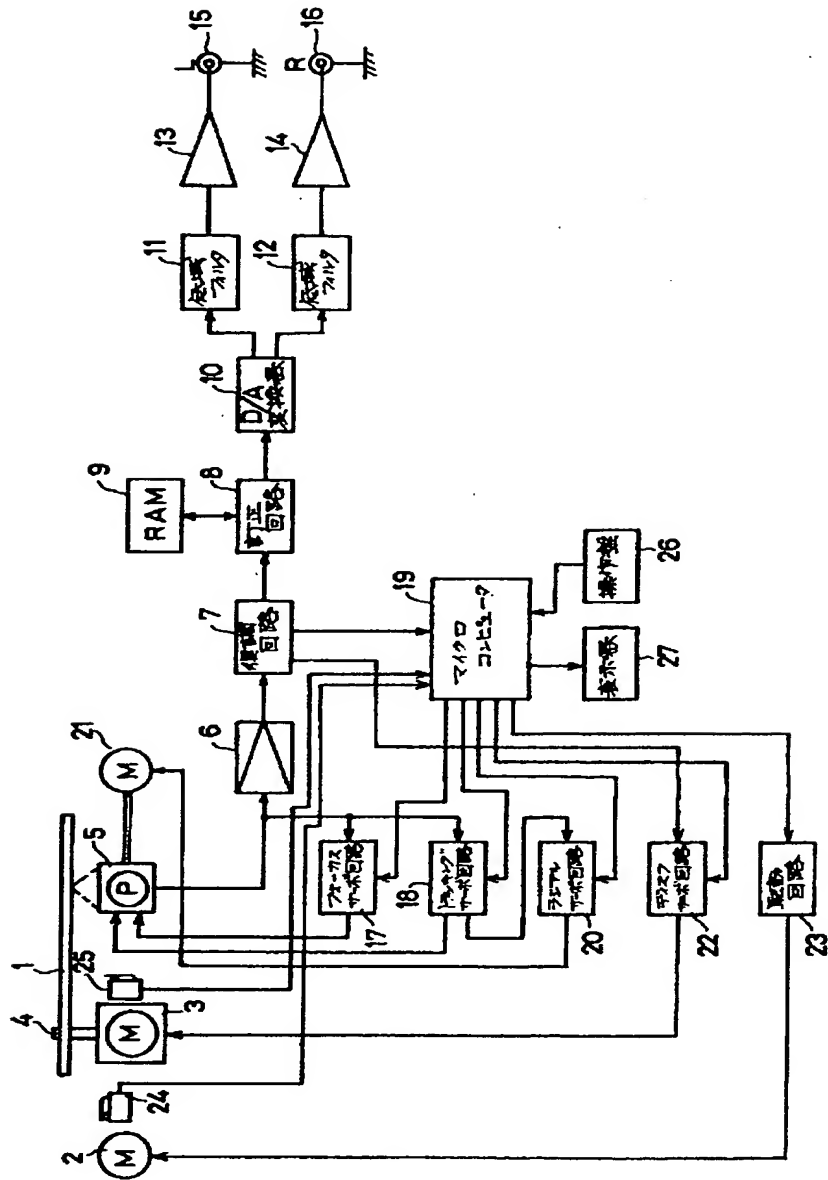 1
4
2
M
24
3
M
25
5
P
21
M
6
7
復調
回路
8
訂正
回路
9
RAM
10
D/A
変換器
11
低域
フィルタ
12
低域
フィルタ
13
14
L
15
R
16
17
フォーカス
サーボ回路
18
トラッキング
サーボ回路
19
マイクロ
コンピュータ
20
ラジアル
サーボ回路
22
ディスク
サーボ回路
23
駆動
回路
26
操作盤
27
表示器